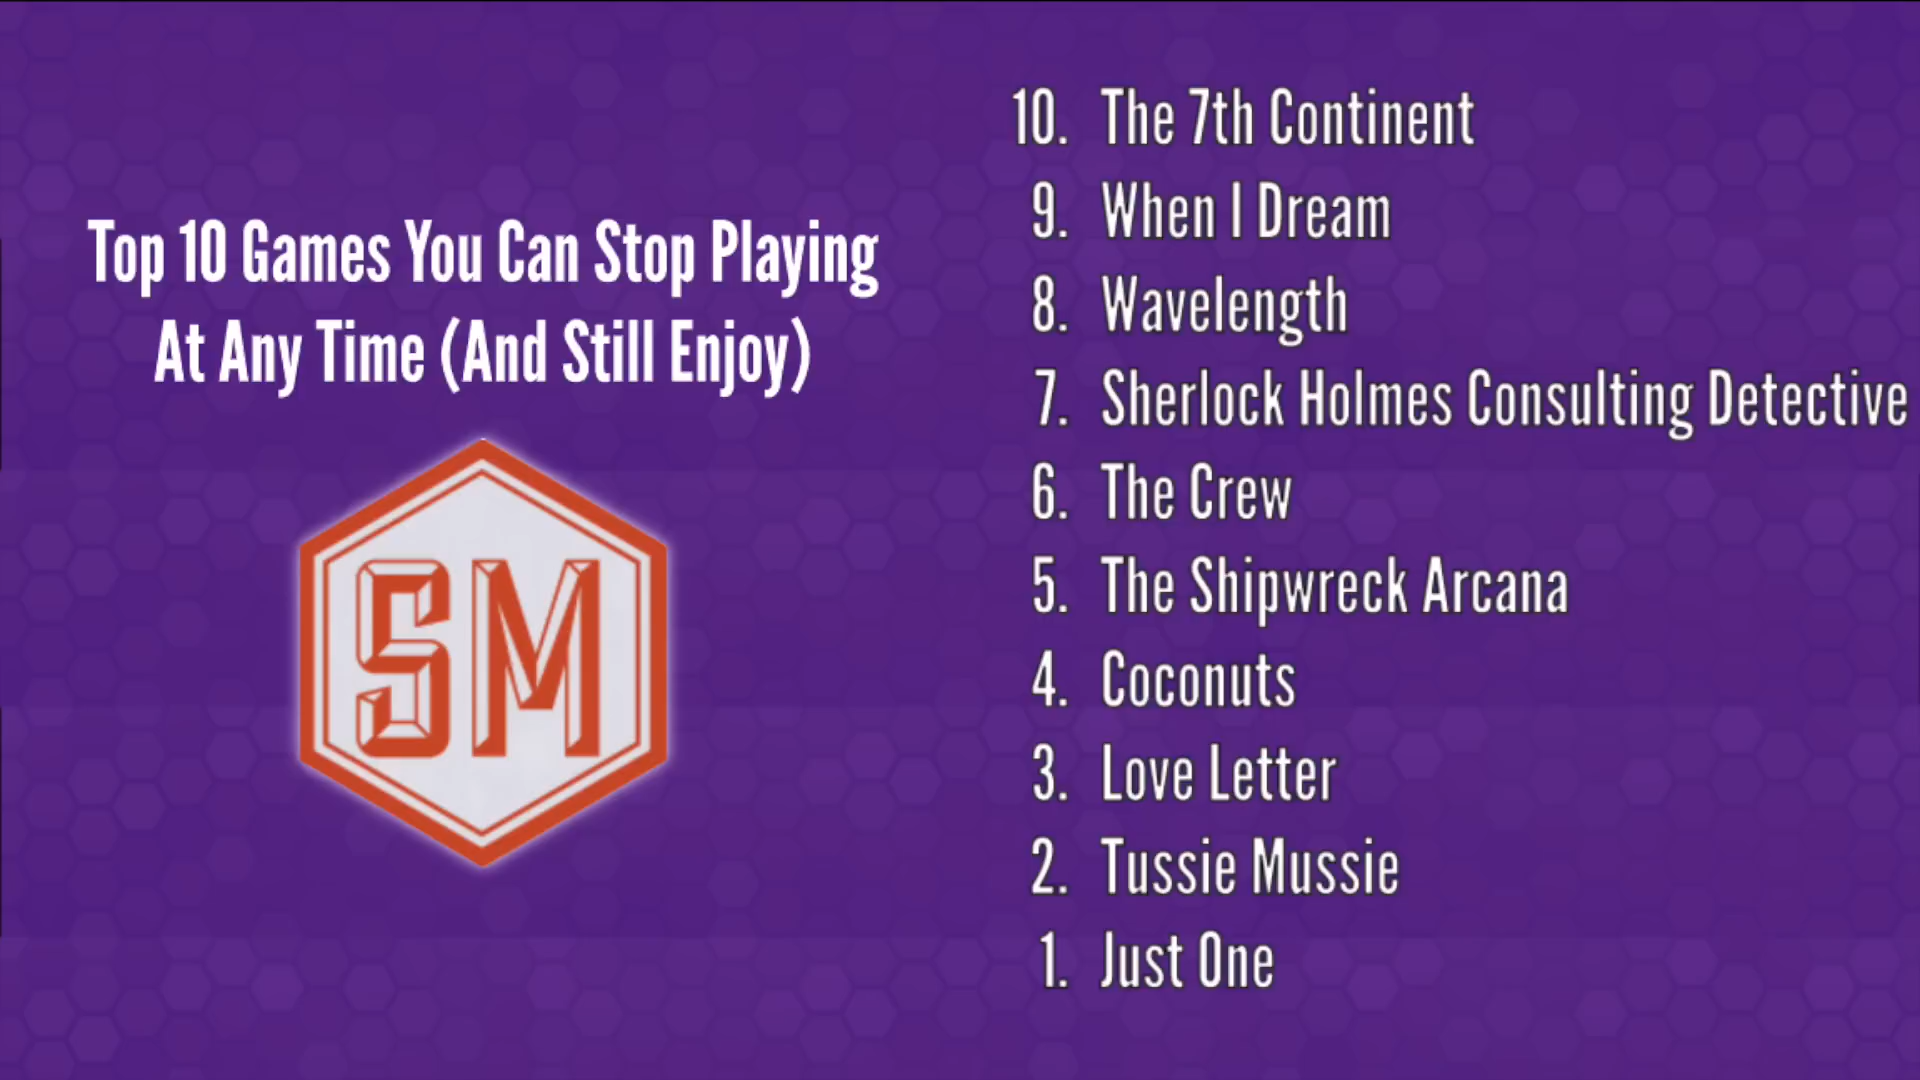 Top 10 Games You Can Stop Playing
At Any Time (And Still Enjoy)
SM
10. The 7th Continent
9. When I Dream
8. Wavelength
7. Sherlock Holmes Consulting Detective
6. The Crew
5. The Shipwreck Arcana
4. Coconuts
3. Love Letter
2. Tussie Mussie
1. Just One